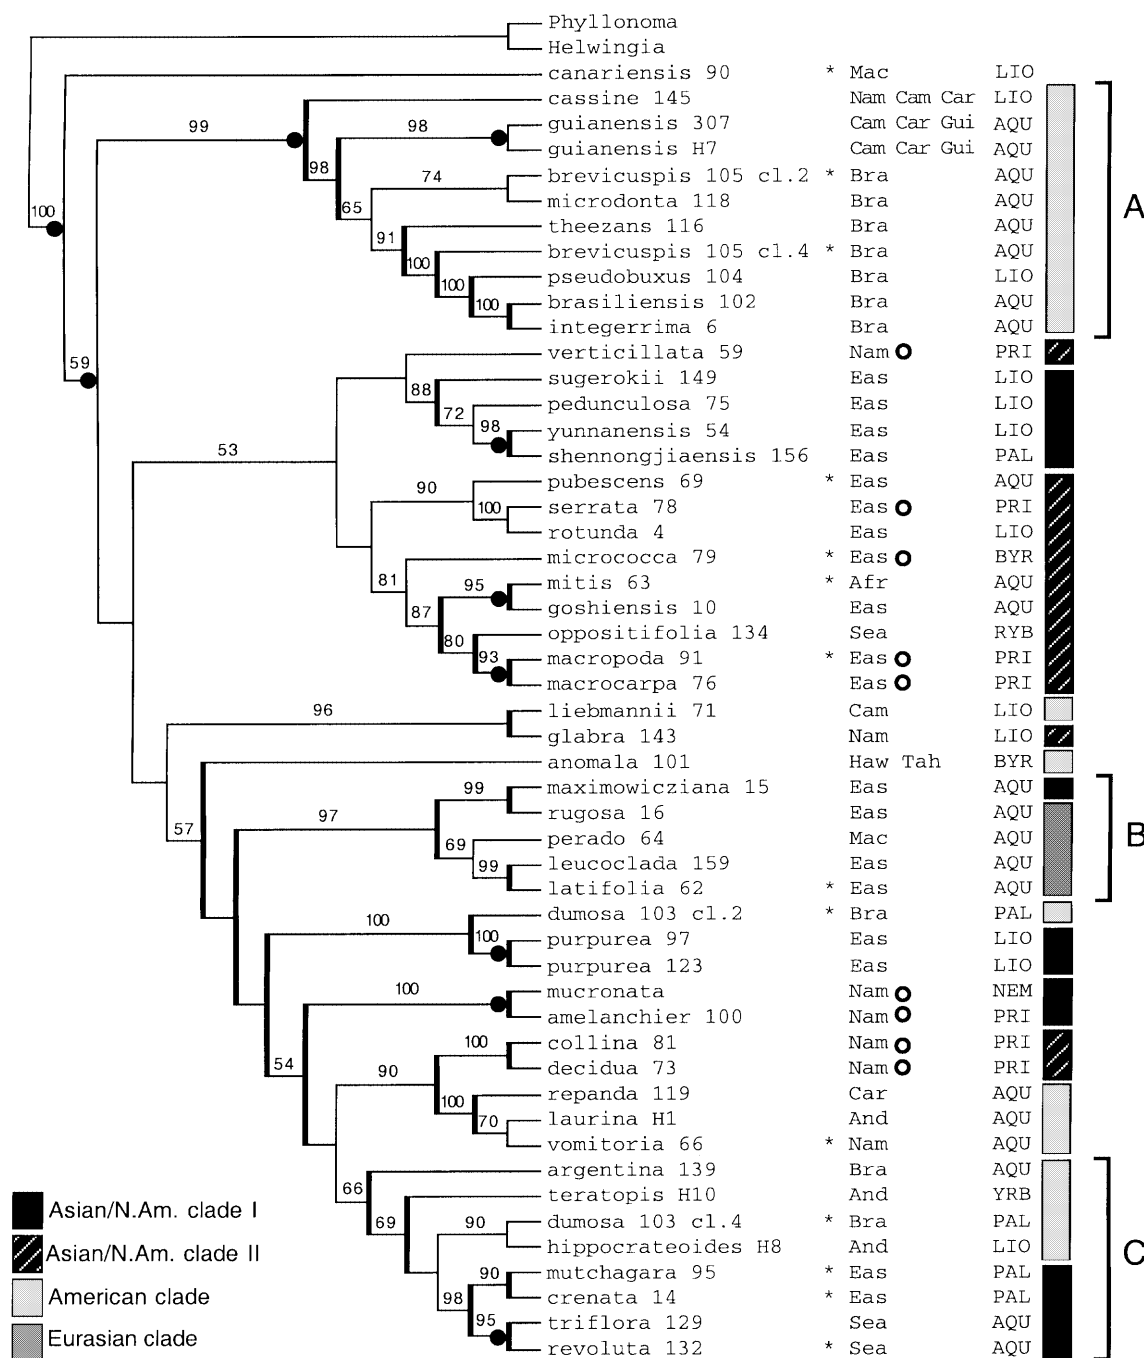 Phyllonoma
Helwingia
canariensis 90 * Mac LIO
cassine 145 Nam Cam Car LIO
99
98 guianensis 307 Cam Car Gui AQU
guianensis H7 Cam Car Gui AQU
98
74 brevicuspis 105 cl.2 * Bra AQU
microdonta 118 Bra AQU
A
65
100
theezans 116 Bra AQU
91
brevicuspis 105 cl.4 * Bra AQU
100
pseudobuxus 104 Bra LIO
100
brasiliensis 102 Bra AQU
100
integerrima 6 Bra AQU
verticillata 59 Nam PRI
59
sugerokii 149 Eas LIO
88
pedunculosa 75 Eas LIO
72
yunnanensis 54 Eas LIO
98
53
shennongjiaensis 156 Eas PAL
pubescens 69 * Eas AQU
90
serrata 78 Eas PRI
100
rotunda 4 Eas LIO
micrococca 79 * Eas BYR
81
95 mitis 63 * Afr AQU
goshiensis 10 Eas AQU
87
oppositifolia 134 Sea RYB
80
macropoda 91 * Eas PRI
93
macrocarpa 76 Eas PRI
96 liebmannii 71 Cam LIO
glabra 143 Nam LIO
anomala 101 Haw Tah BYR
99 maximowicziana 15 Eas AQU
rugosa 16 Eas AQU
57
97
perado 64 Mac AQU
B
69
leucoclada 159 Eas AQU
99
latifolia 62 * Eas AQU
dumosa 103 cl.2 * Bra PAL
100
purpurea 97 Eas LIO
100
purpurea 123 Eas LIO
100 mucronata Nam NEM
amelanchier 100 Nam PRI
100 collina 81 Nam PRI
decidua 73 Nam PRI
54
90
repanda 119 Car AQU
100
laurina H1 And AQU
70
vomitoria 66 * Nam AQU
argentina 139 Bra AQU
66
teratopis H10 And YRB
69
90 dumosa 103 cl.4 * Bra PAL
hippocrateoides H8 And LIO
C
90 mutchagara 95 * Eas PAL
crenata 14 * Eas PAL
98
triflora 129 Sea AQU
95
revoluta 132 * Sea AQU
Asian/N.Am. clade I
Asian/N.Am. clade II
American clade
Eurasian clade